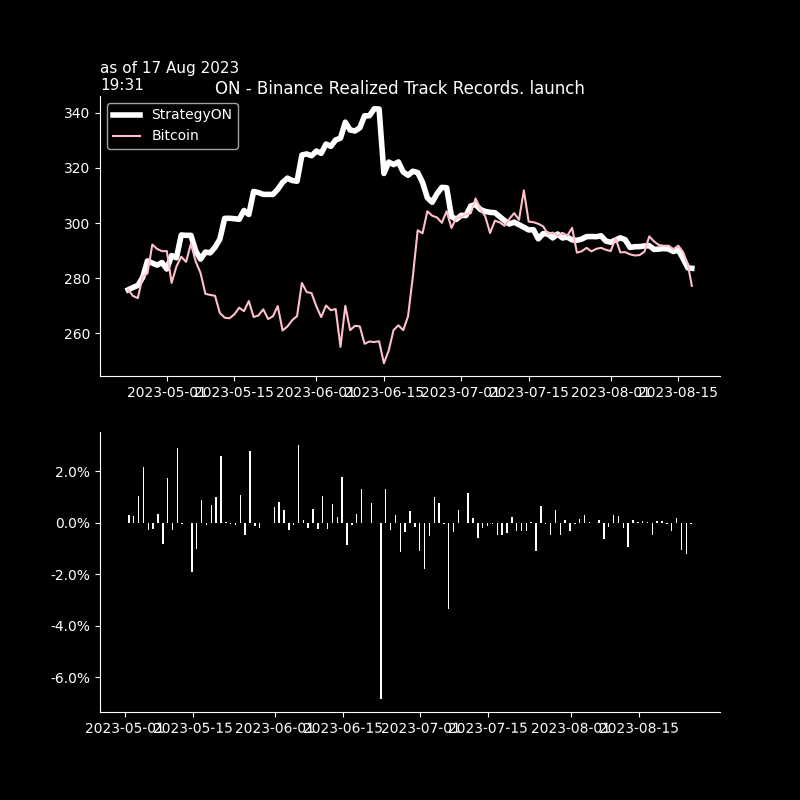 as of 17 Aug 2023
19:31
ON - Binance Realized Track Records. launch
StrategyON
Bitcoin
340
320
300
280
260
2023-05-01 2023-05-15 2023-06-01 2023-06-15 2023-07-01 2023-07-15 2023-08-01 2023-08-15
2.0%
0.0%
-2.0%
-4.0%
-6.0%
2023-05-01 2023-05-15 2023-06-01 2023-06-15 2023-07-01 2023-07-15 2023-08-01 2023-08-15